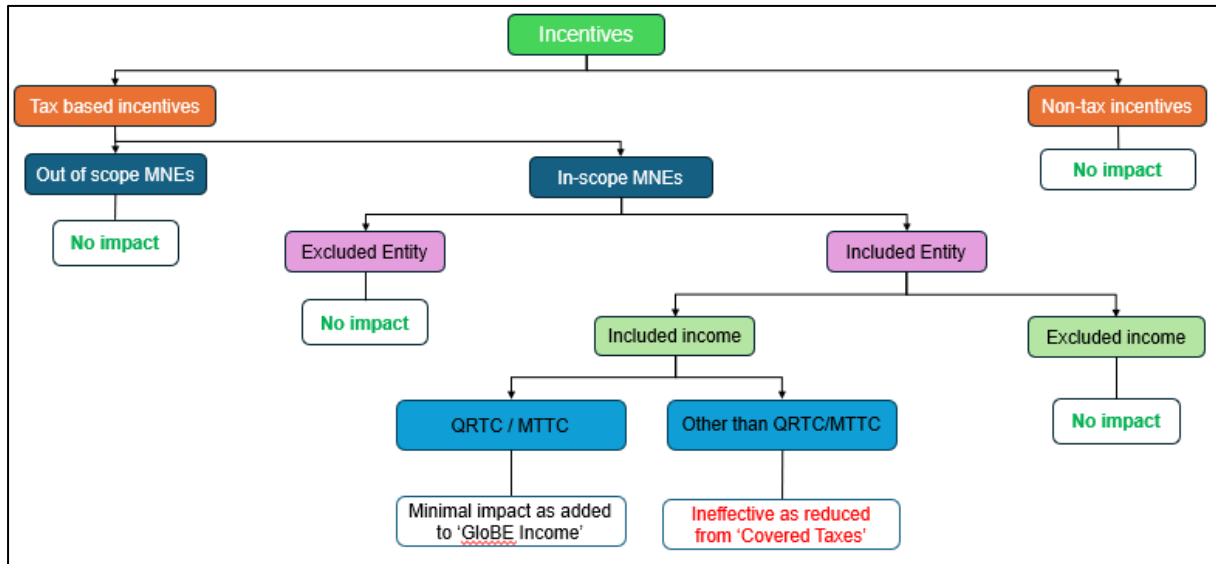 Incentives
Tax based incentives
Non-tax incentives
Out of scope MNEs
In-scope MNEs
No impact
No impact
Excluded Entity
Included Entity
No impact
Included income
Excluded income
QRTC / MTTC
Other than QRTC/MTTC
No impact
Minimal impact as added
to ‘GloBE Income’
Ineffective as reduced
from ‘Covered Taxes’